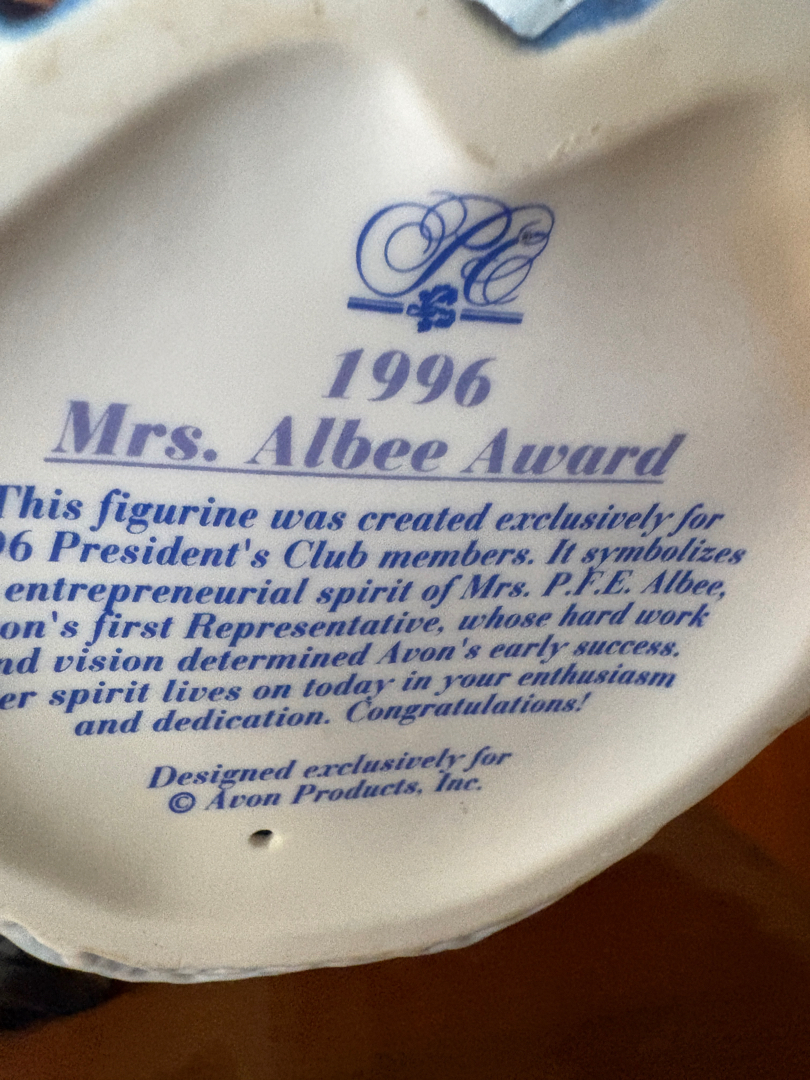 PC
1996
Mrs. Albee Award
This figurine was created exclusively for
96 President's Club members. It symbolizes
entrepreneurial spirit of Mrs. P.F.E. Albee,
on's first Representative, whose hard work
nd vision determined Avon's early success.
er spirit lives on today in your enthusiasm
and dedication. Congratulations!
Designed exclusively for
© Avon Products, Inc.